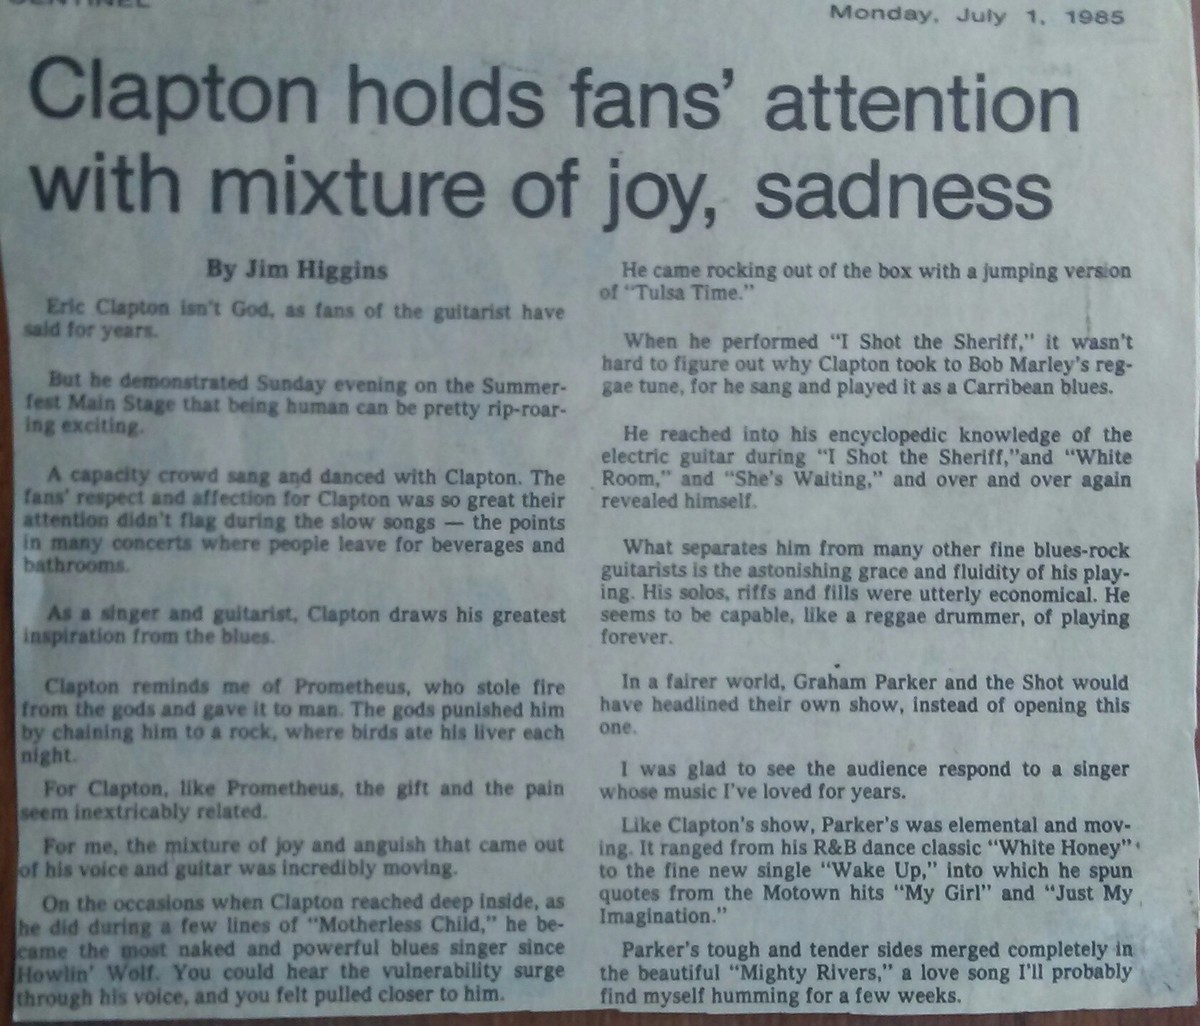 SENTINEL
Monday, July 1, 1985
Clapton holds fans' attention
with mixture of joy, sadness
By Jim Higgins
Eric Clapton isn't God, as fans of the guitarist have
said for years.
But he demonstrated Sunday evening on the Summer-
fest Main Stage that being human can be pretty rip-roar-
ing exciting.
A capacity crowd sang and danced with Clapton. The
fans' respect and affection for Clapton was so great their
attention didn't flag during the slow songs — the points
in many concerts where people leave for beverages and
bathrooms.
As a singer and guitarist, Clapton draws his greatest
inspiration from the blues.
Clapton reminds me of Prometheus, who stole fire
from the gods and gave it to man. The gods punished him
by chaining him to a rock, where birds ate his liver each
night.
For Clapton, like Prometheus, the gift and the pain
seem inextricably related.
For me, the mixture of joy and anguish that came out
of his voice and guitar was incredibly moving.
On the occasions when Clapton reached deep inside, as
he did during a few lines of "Motherless Child," he be-
came the most naked and powerful blues singer since
Howlin' Wolf. You could hear the vulnerability surge
through his voice, and you felt pulled closer to him.
He came rocking out of the box with a jumping version
of "Tulsa Time."
When he performed "I Shot the Sheriff," it wasn't
hard to figure out why Clapton took to Bob Marley's reg-
gae tune, for he sang and played it as a Carribean blues.
He reached into his encyclopedic knowledge of the
electric guitar during "I Shot the Sheriff,"and "White
Room," and "She's Waiting," and over and over again
revealed himself.
What separates him from many other fine blues-rock
guitarists is the astonishing grace and fluidity of his play-
ing. His solos, riffs and fills were utterly economical. He
seems to be capable, like a reggae drummer, of playing
forever.
In a fairer world, Graham Parker and the Shot would
have headlined their own show, instead of opening this
one.
I was glad to see the audience respond to a singer
whose music I've loved for years.
Like Clapton's show, Parker's was elemental and mov-
ing. It ranged from his R&B dance classic "White Honey"
to the fine new single "Wake Up," into which he spun
quotes from the Motown hits "My Girl" and "Just My
Imagination."
Parker's tough and tender sides merged completely in
the beautiful "Mighty Rivers," a love song I'll probably
find myself humming for a few weeks.